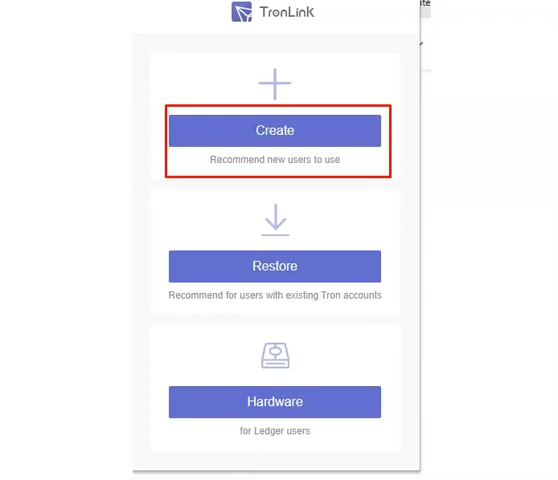 TronLink
Create
Recommend new users to use
Restore
Recommend for users with existing Tron accounts
Hardware
for Ledger users